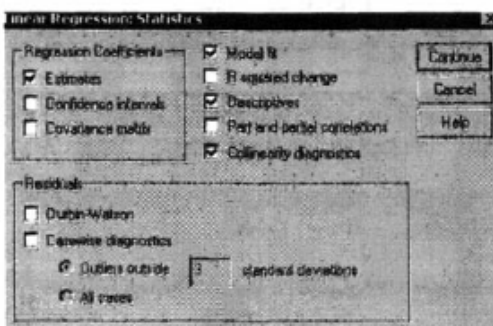 Linear Regression: Statistics
Regression Coefficients
Estimates
Confidence intervals
Covariance matrix
Model fit
R squared change
Descriptives
Part and partial correlations
Collinearity diagnostics
Continue
Cancel
Help
Residuals
Durbin-Watson
Casewise diagnostics
Outliers outside 3 standard deviations
All cases